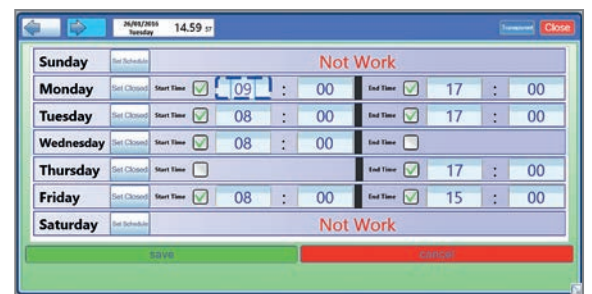 26/01/2016
Tuesday 14.59 57 Transparent Close
Sunday Set Schedule Not Work
Monday Set Closed Start Time 09 : 00 End Time 17 : 00
Tuesday Set Closed Start Time 08 : 00 End Time 17 : 00
Wednesday Set Closed Start Time 08 : 00 End Time
Thursday Set Closed Start Time End Time 17 : 00
Friday Set Closed Start Time 08 : 00 End Time 15 : 00
Saturday Set Schedule Not Work
save cancel